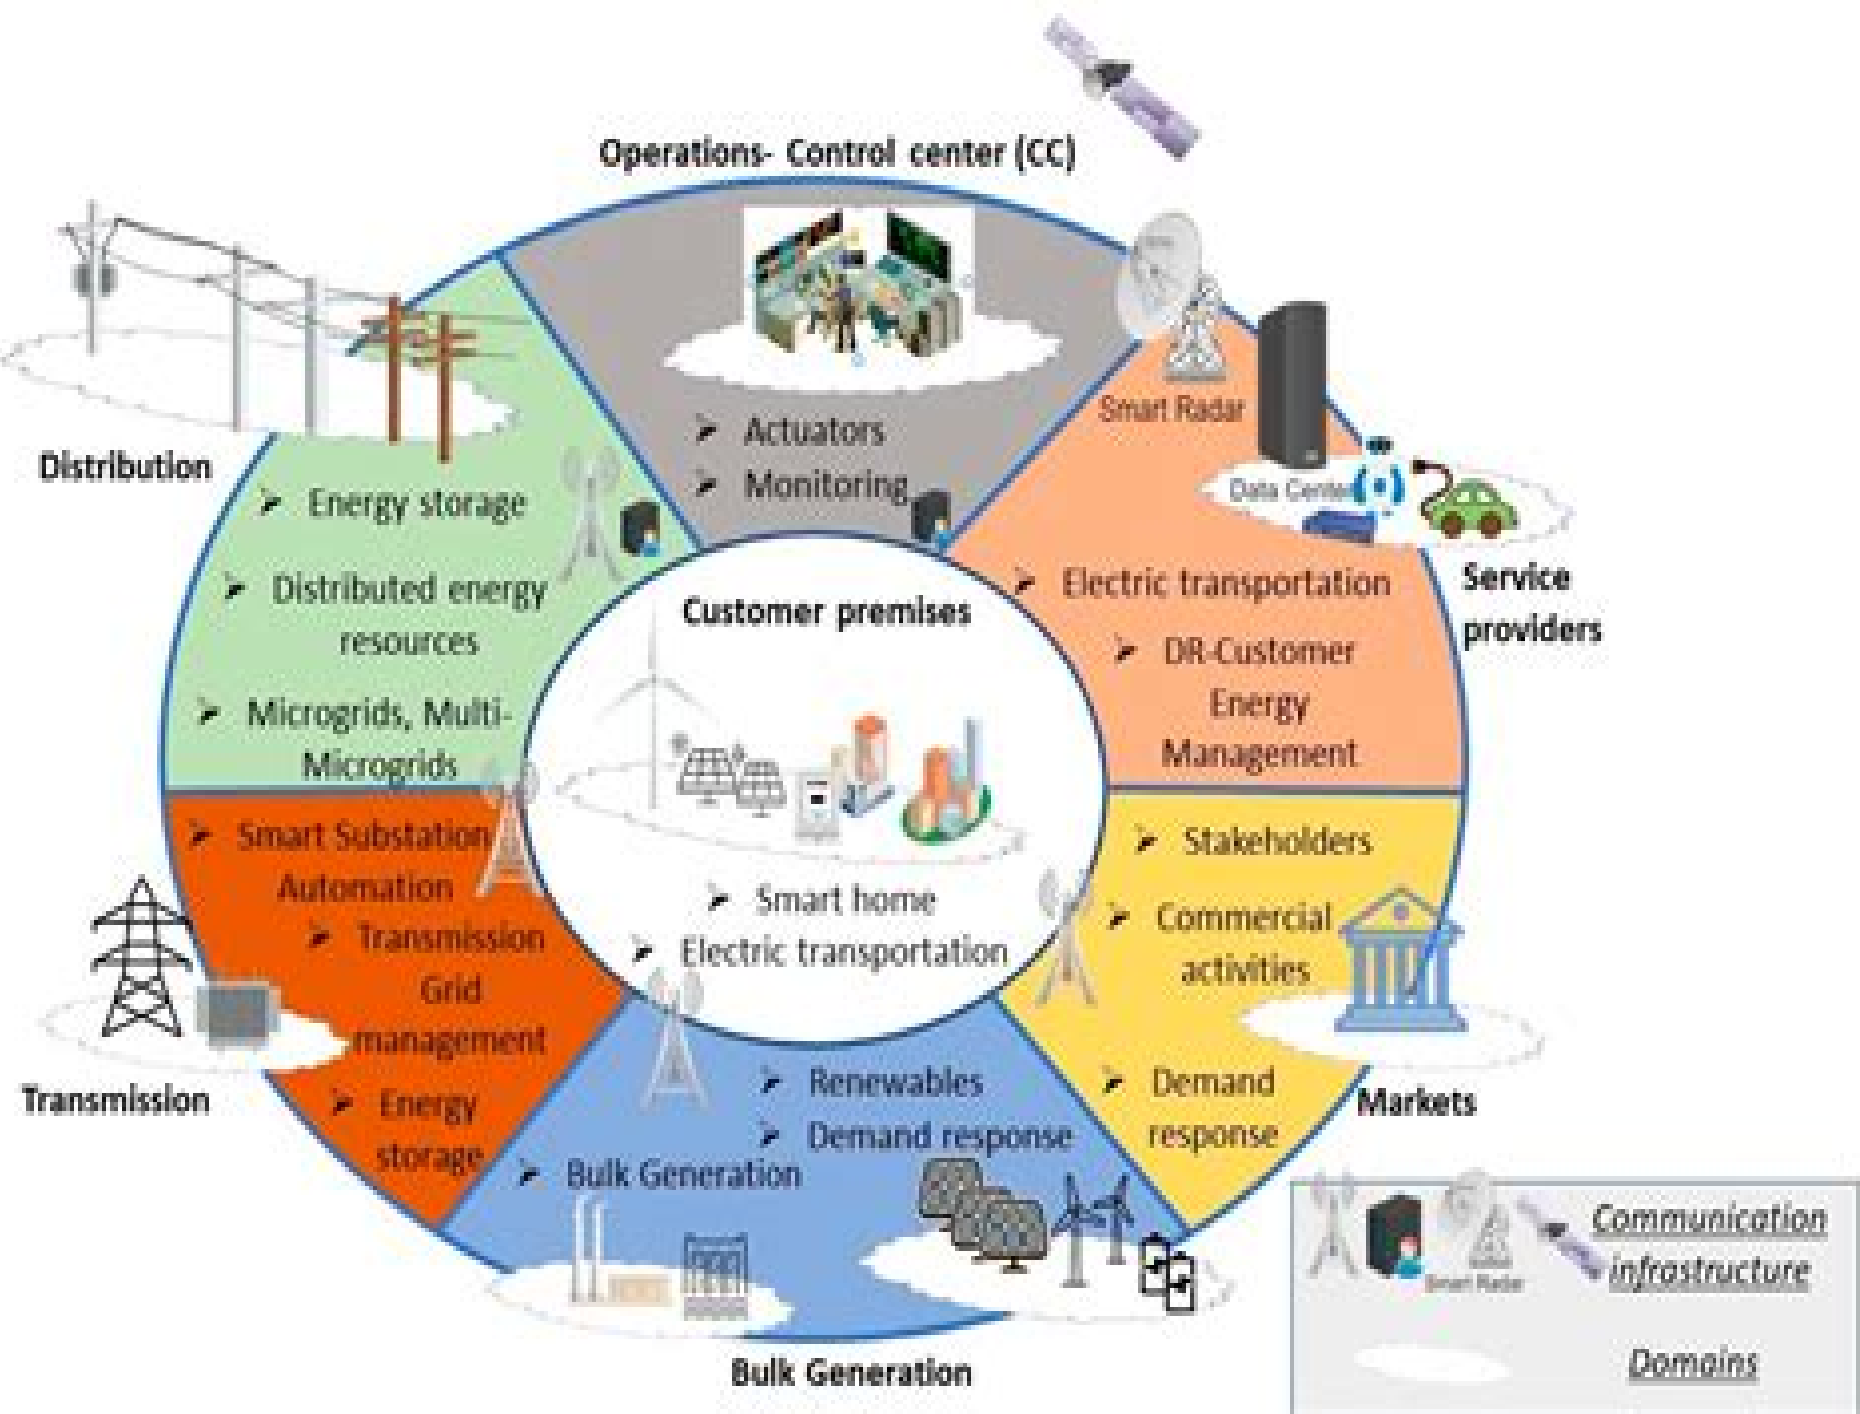 Operations- Control center (CC)
Actuators
Monitoring
Smart Radar
Data Center
Service
providers
Electric transportation
DR-Customer
Energy
Management
Distribution
Energy storage
Distributed energy
resources
Microgrids, Multi-
Microgrids
Customer premises
Smart home
Electric transportation
Smart Substation
Automation
Transmission
Grid
management
Energy
storage
Transmission
Stakeholders
Commercial
activities
Demand
response
Markets
Renewables
Demand response
Bulk Generation
Bulk Generation
Communication
infrastructure
Smart Radar
Domains